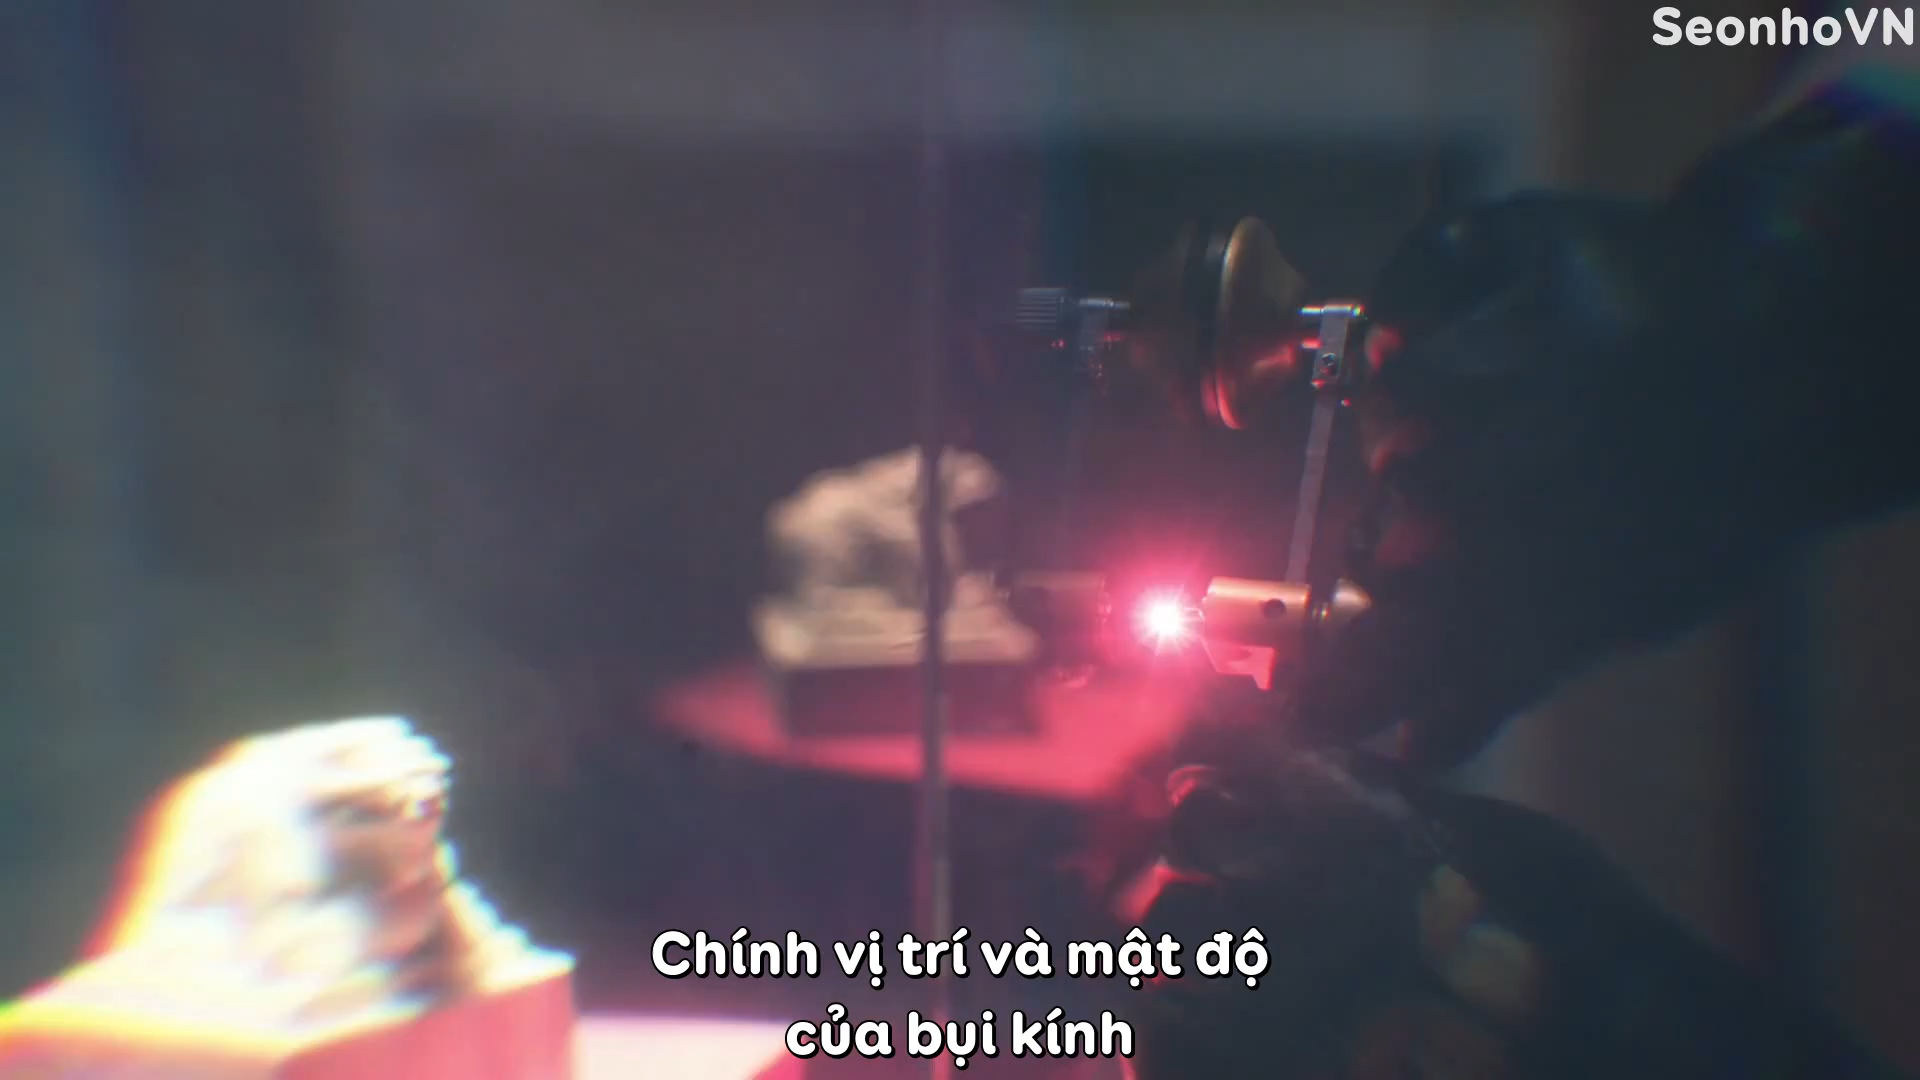 SeonhoVN
Chính vị trí và mật độ
của bụi kính